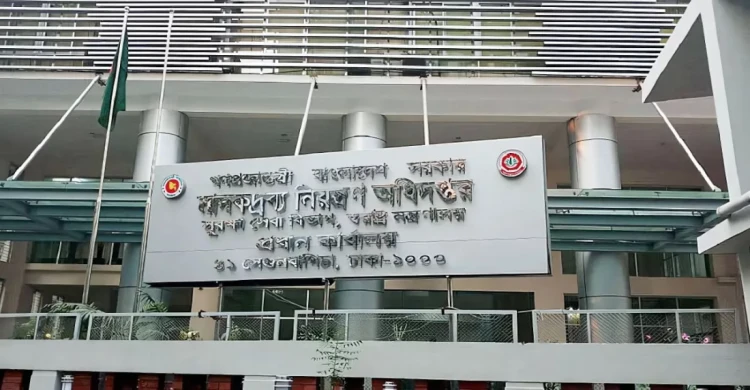 গণপ্রজাতন্ত্রী বাংলাদেশ সরকার
মাদকদ্রব্য নিয়ন্ত্রণ অধিদপ্তর
সুরক্ষা সেবা বিভাগ, স্বরাষ্ট্র মন্ত্রণালয়
প্রধান কার্যালয়
৪১ সেগুনবাগিচা, ঢাকা-১০০০